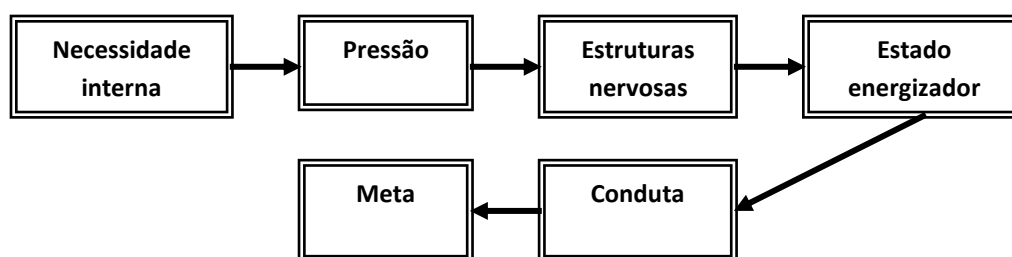 Necessidade
interna
Pressão
Estruturas
nervosas
Estado
energizador
Conduta
Meta